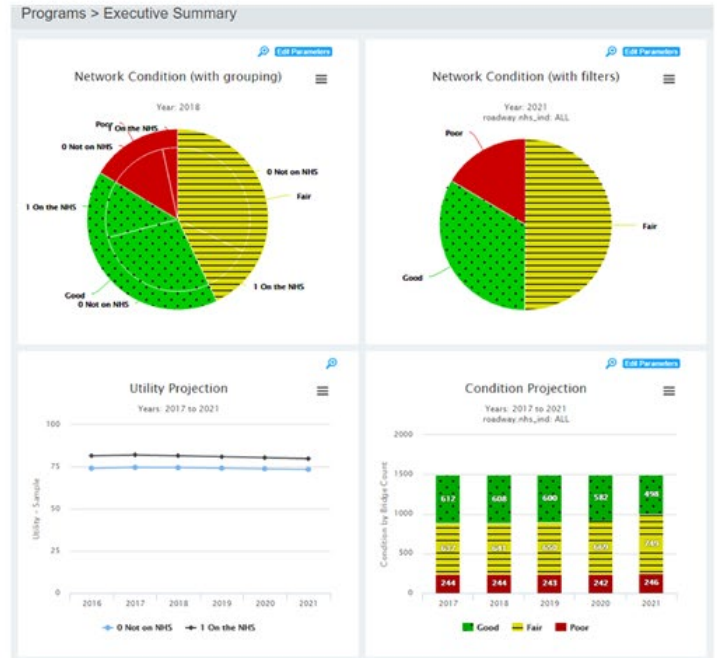 Programs > Executive Summary
Edit Parameters
Network Condition (with grouping)
Year: 2018
Poor
1 On the NHS
0 Not on NHS
0 Not on NHS
Fair
1 On the NHS
Good
0 Not on NHS
1 On the NHS
Edit Parameters
Network Condition (with filters)
Year: 2021
roadway.nhs_ind: ALL
Poor
Fair
Good
Utility Projection
Years: 2017 to 2021
Utility - Sample
100
75
50
25
0
2016 2017 2018 2019 2020 2021
0 Not on NHS 1 On the NHS
Edit Parameters
Condition Projection
Years: 2017 to 2021
roadway.nhs_ind: ALL
Condition by Bridge Count
2000
1500
1000
500
0
612 608 600 582 498
650 669 749
244 244 243 242 246
2017 2018 2019 2020 2021
Good Fair Poor